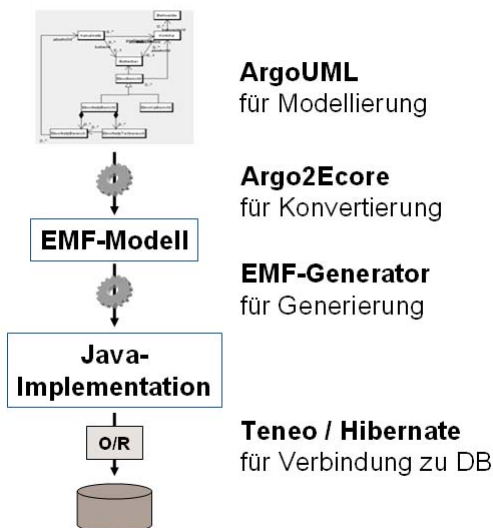 ArgoUML
für Modellierung
Argo2Ecore
für Konvertierung
EMF-Modell
EMF-Generator
für Generierung
Java-
Implementation
O/R
Teneo / Hibernate
für Verbindung zu DB